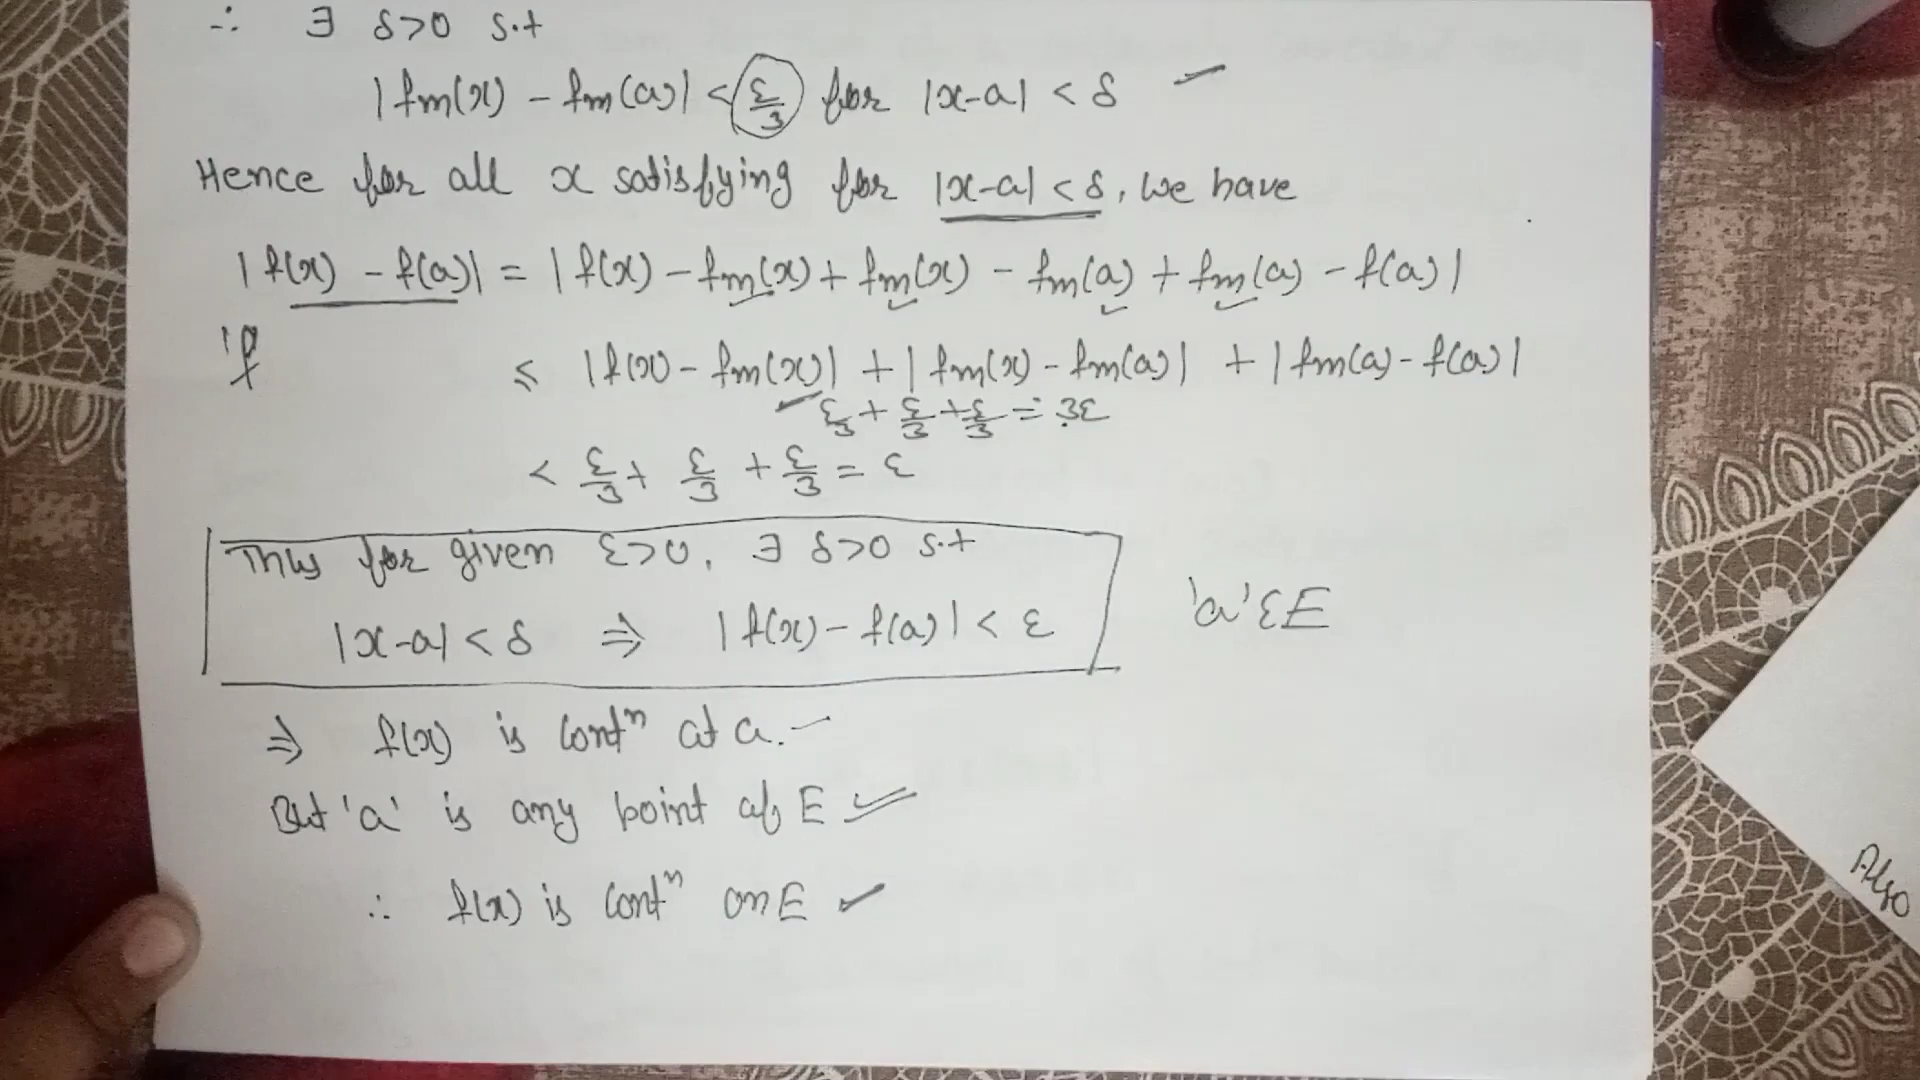 ∴ ∃ δ>0 s.t
|fm(x) - fm(a)| < ε/3 for |x-a| < δ
Hence for all x satisfying for |x-a| < δ, we have
|f(x) - f(a)| = |f(x) - fm(x) + fm(x) - fm(a) + fm(a) - f(a)|
≤ |f(x) - fm(x)| + |fm(x) - fm(a)| + |fm(a) - f(a)|
ε/3 + ε/3 + ε/3 = 3ε
< ε/3 + ε/3 + ε/3 = ε
Thus for given ε>0, ∃ δ>0 s.t
|x-a| < δ ⇒ |f(x) - f(a)| < ε
'a' ε E
⇒ f(x) is contⁿ at a.
But 'a' is any point of E
∴ f(x) is contⁿ on E
Also